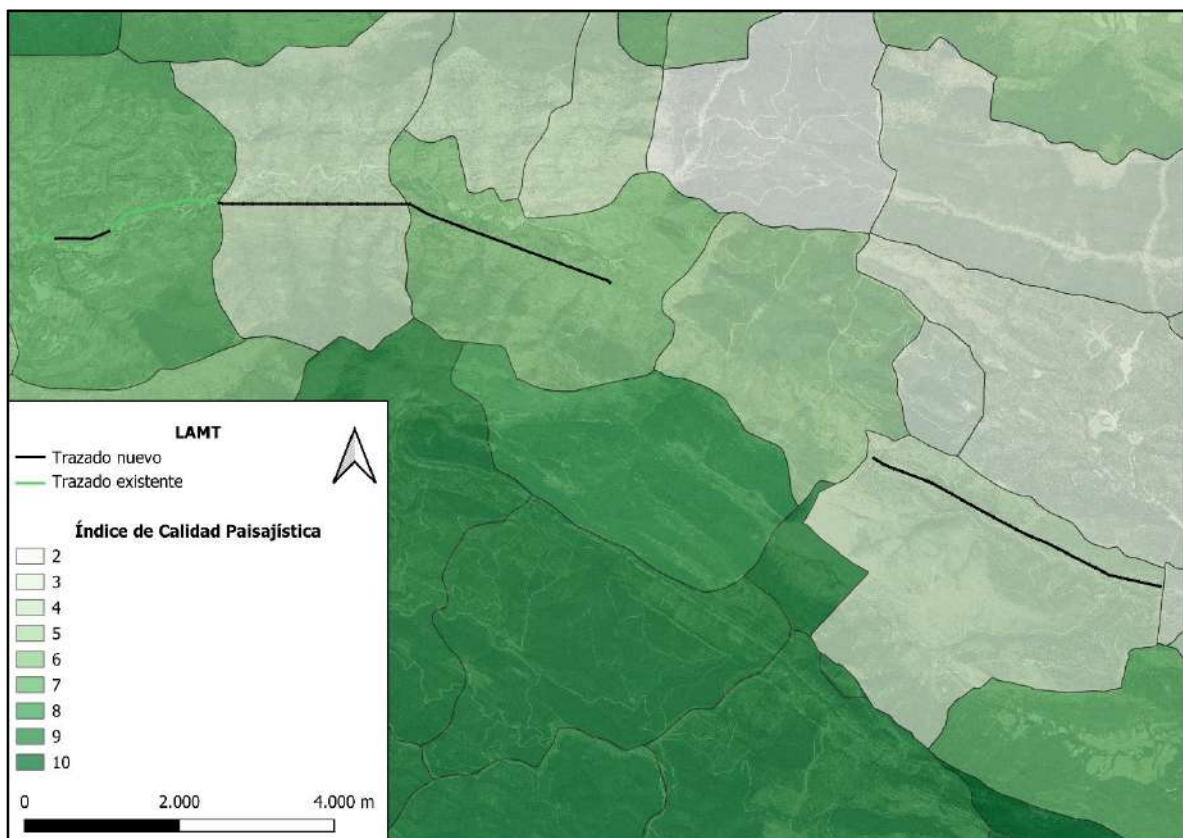 LAMT
Trazado nuevo
Trazado existente
Índice de Calidad Paisajística
2
3
4
5
6
7
8
9
10
0 2.000 4.000 m